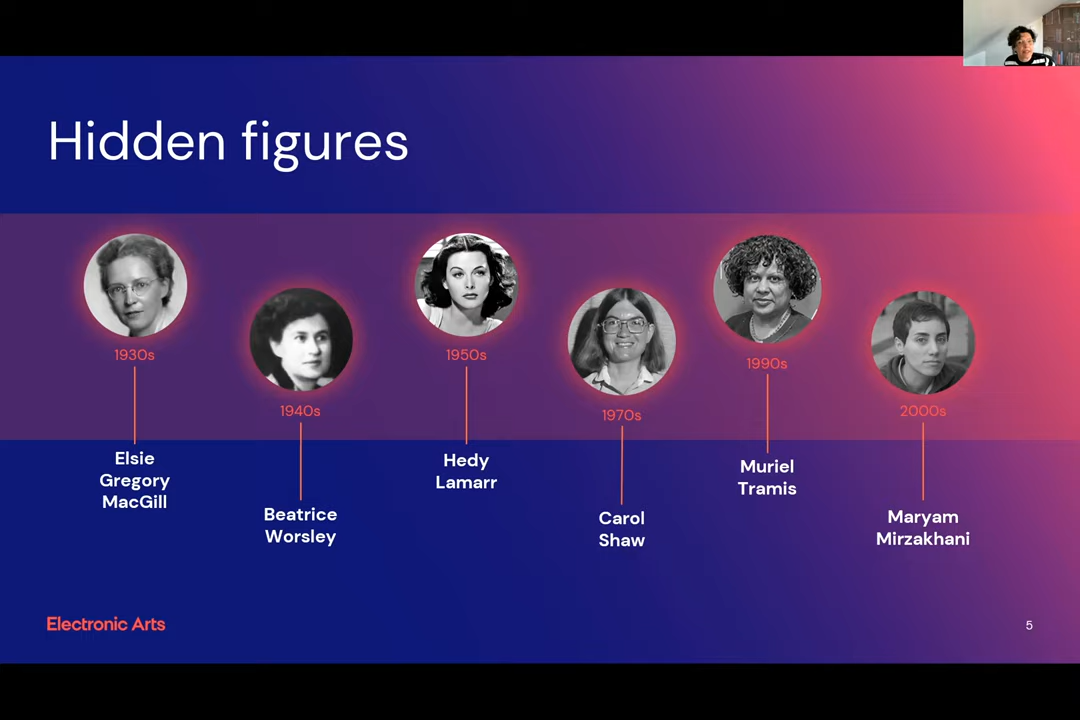 Hidden figures
1930s
Elsie
Gregory
MacGill
1940s
Beatrice
Worsley
1950s
Hedy
Lamarr
1970s
Carol
Shaw
1990s
Muriel
Tramis
2000s
Maryam
Mirzakhani
Electronic Arts
5